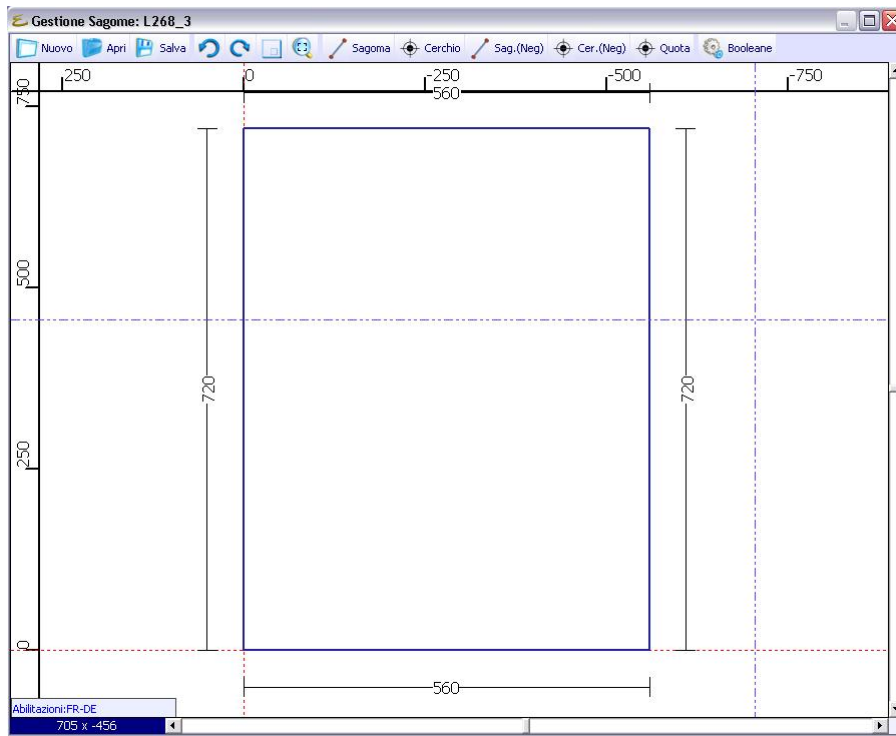 Gestione Sagome: L268_3
Nuovo Apri Salva Sagoma Cerchio Sag.(Neg) Cer.(Neg) Quota Booleane
250 0 -250 -500 -750
750
560
500
720 720
250
0
560
Abilitazioni:FR-DE
705 x -456